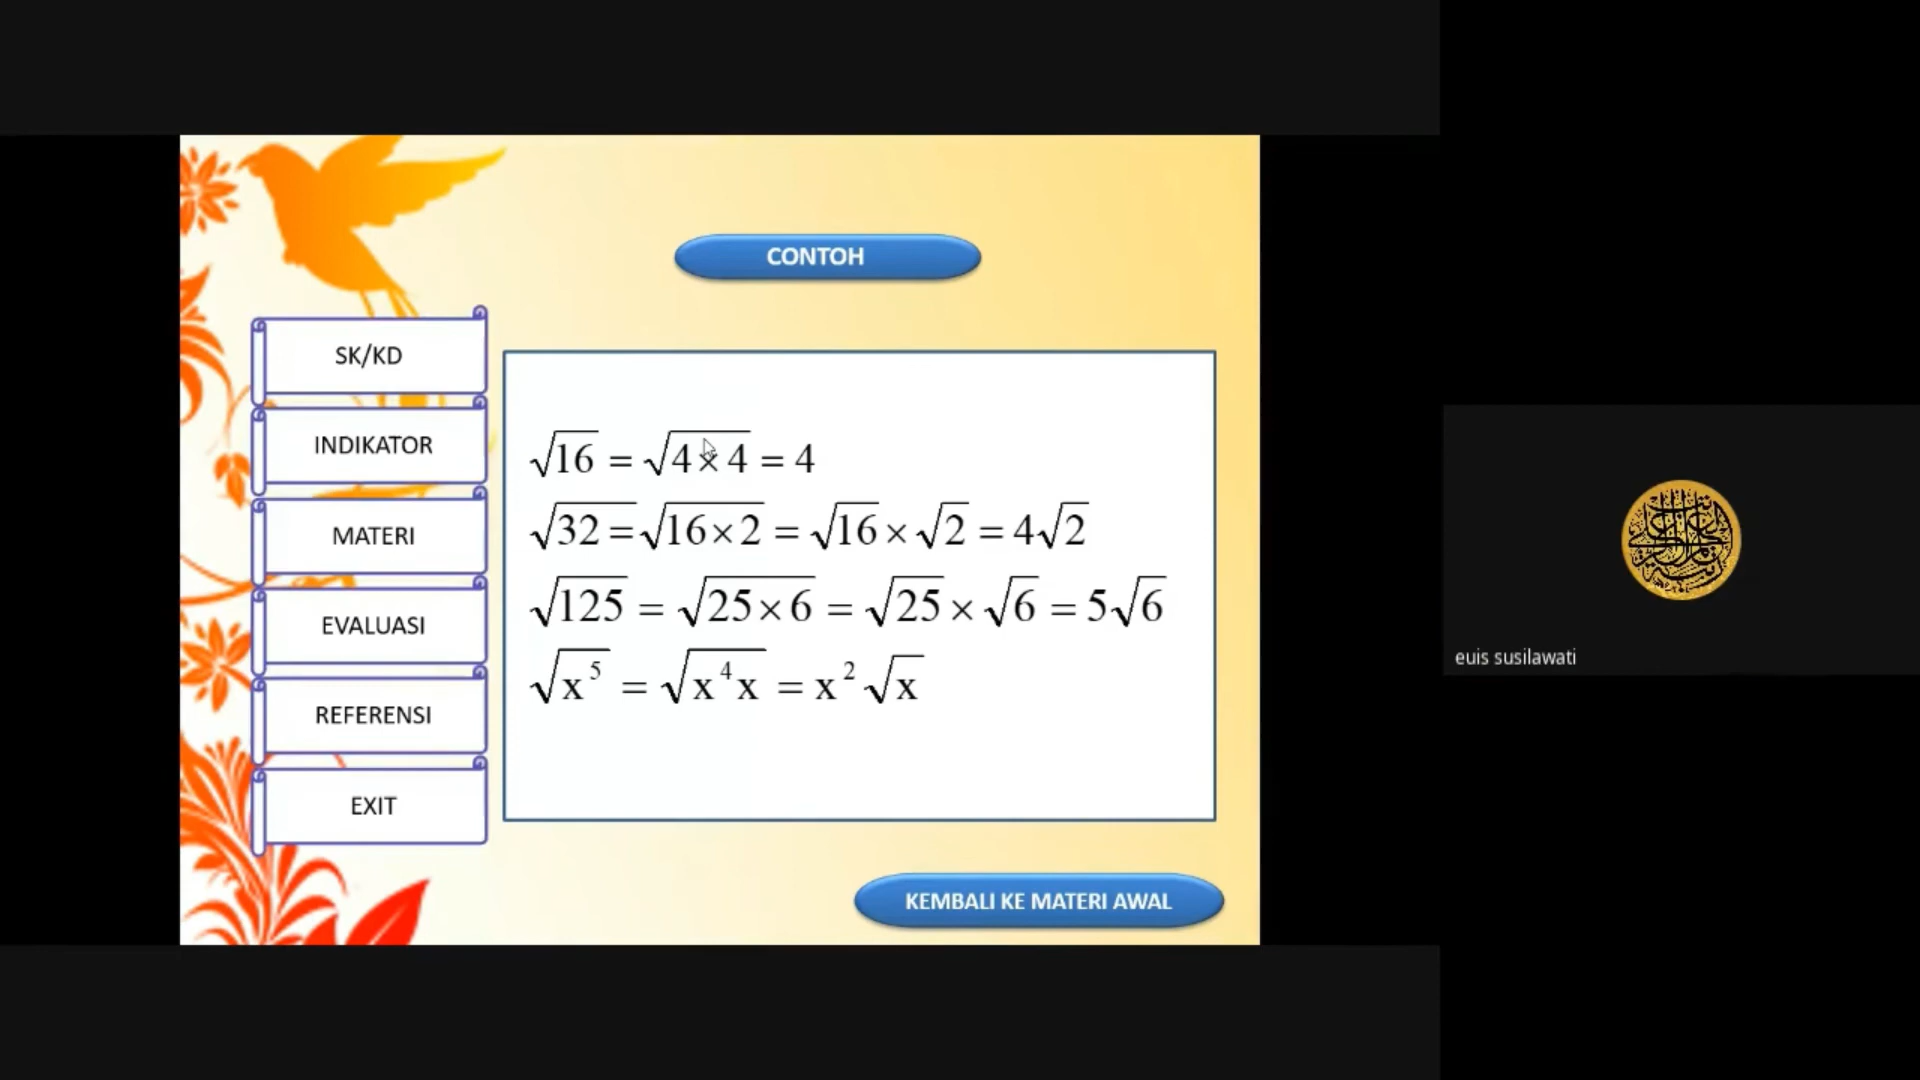 CONTOH
SK/KD
INDIKATOR
MATERI
EVALUASI
REFERENSI
EXIT
√16 = √4×4 = 4
√32 = √16×2 = √16 × √2 = 4√2
√125 = √25×6 = √25 × √6 = 5√6
√x⁵ = √x⁴x = x²√x
KEMBALI KE MATERI AWAL
euis susilawati